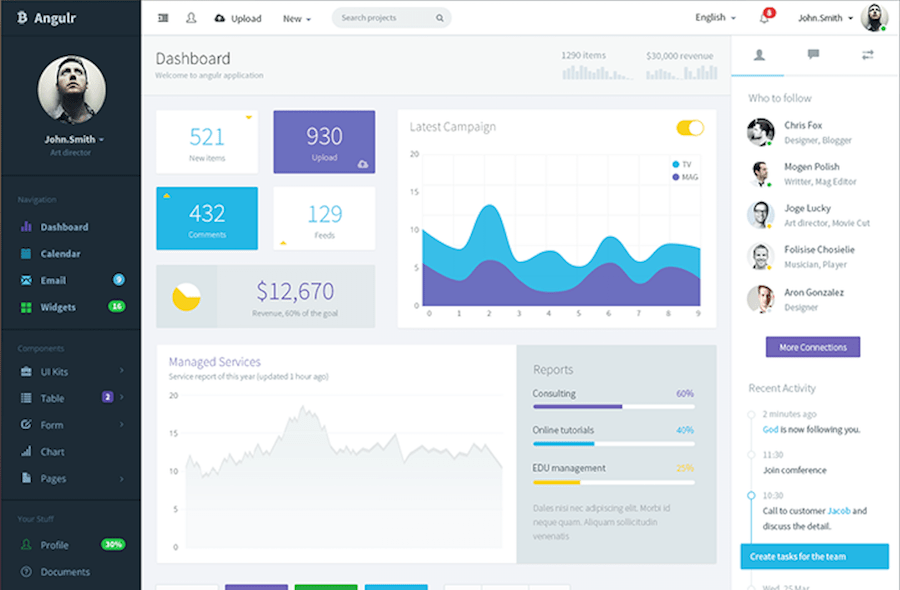 Angulr
Upload
New
Search projects
English
8
John.Smith
John.Smith
Art director
Navigation
Dashboard
Calendar
Email
9
Widgets
16
Components
UI Kits
Table
2
Form
Chart
Pages
Your Stuff
Profile
30%
Documents
Dashboard
Welcome to angulr application
1290 items
$30,000 revenue
521
New items
930
Upload
432
Comments
129
Feeds
$12,670
Revenue, 60% of the goal
Latest Campaign
TV
MAG
20
15
10
5
0
0 1 2 3 4 5 6 7 8 9
Managed Services
Service report of this year (updated 1 hour ago)
20
15
10
5
0
Reports
Consulting 60%
Online tutorials 40%
EDU management 25%
Dales nisi nec adipiscing elit. Morbi id
neque quam. Aliquam sollicitudin
venenatis
Who to follow
Chris Fox
Designer, Blogger
Mogen Polish
Writter, Mag Editor
Joge Lucky
Art director, Movie Cut
Folisise Chosielie
Musician, Player
Aron Gonzalez
Designer
More Connections
Recent Activity
2 minutes ago
God is now following you.
11:30
Join comference
10:30
Call to customer Jacob and
discuss the detail.
Create tasks for the team
Wed, 25 Mar